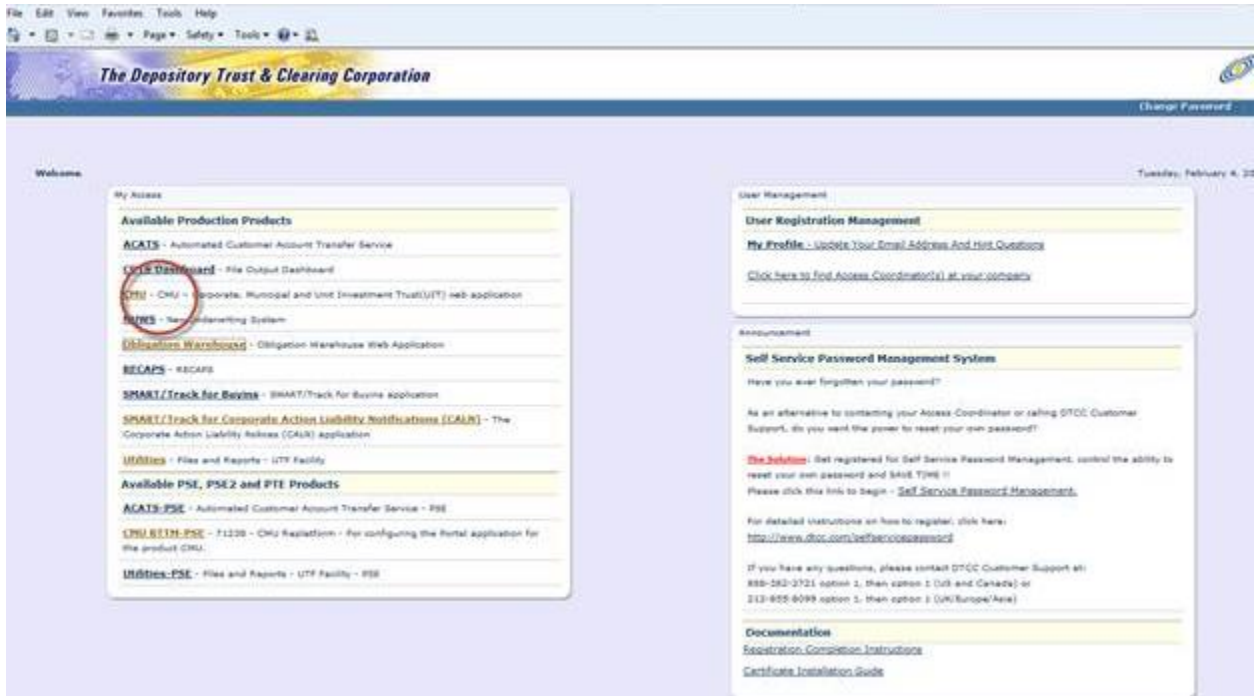 File Edit View Favorites Tools Help
Page Safety Tools
The Depository Trust & Clearing Corporation
Change Password
Welcome
Tuesday, February 4, 20
My Access
Available Production Products
ACATS - Automated Customer Account Transfer Service
Dashboard - File Output Dashboard
CMU - CMU - Corporate, Municipal and Unit Investment Trust(UIT) web application
NUWS - New Underwriting System
Obligation Warehouse - Obligation Warehouse Web Application
RECAPS - RECAPS
SMART/Track for Buyins - SMART/Track for Buyins application
SMART/Track for Corporate Action Liability Notifications (CALN) - The
Corporate Action Liability Notices (CALN) application
Utilities - Files and Reports - UTF Facility
Available PSE, PSE2 and PTE Products
ACATS-PSE - Automated Customer Account Transfer Service - PSE
CMU RTTM-PSE - 71220 - CMU Replatform - For configuring the Portal application for
the product CMU.
Utilities-PSE - Files and Reports - UTF Facility - PSE
User Management
User Registration Management
My Profile - Update Your Email Address And Hint Questions
Click here to find Access Coordinator(s) at your company
Announcement
Self Service Password Management System
Have you ever forgotten your password?
As an alternative to contacting your Access Coordinator or calling DTCC Customer
Support, do you want the power to reset your own password?
The Solution: Get registered for Self Service Password Management, control the ability to
reset your own password and SAVE TIME !!
Please click this link to begin - Self Service Password Management.
For detailed instructions on how to register, click here:
http://www.dtcc.com/selfservicepassword
If you have any questions, please contact DTCC Customer Support at:
888-382-2721 option 1, then option 1 (US and Canada) or
212-855-8099 option 1, then option 1 (UK/Europe/Asia)
Documentation
Registration Completion Instructions
Certificate Installation Guide